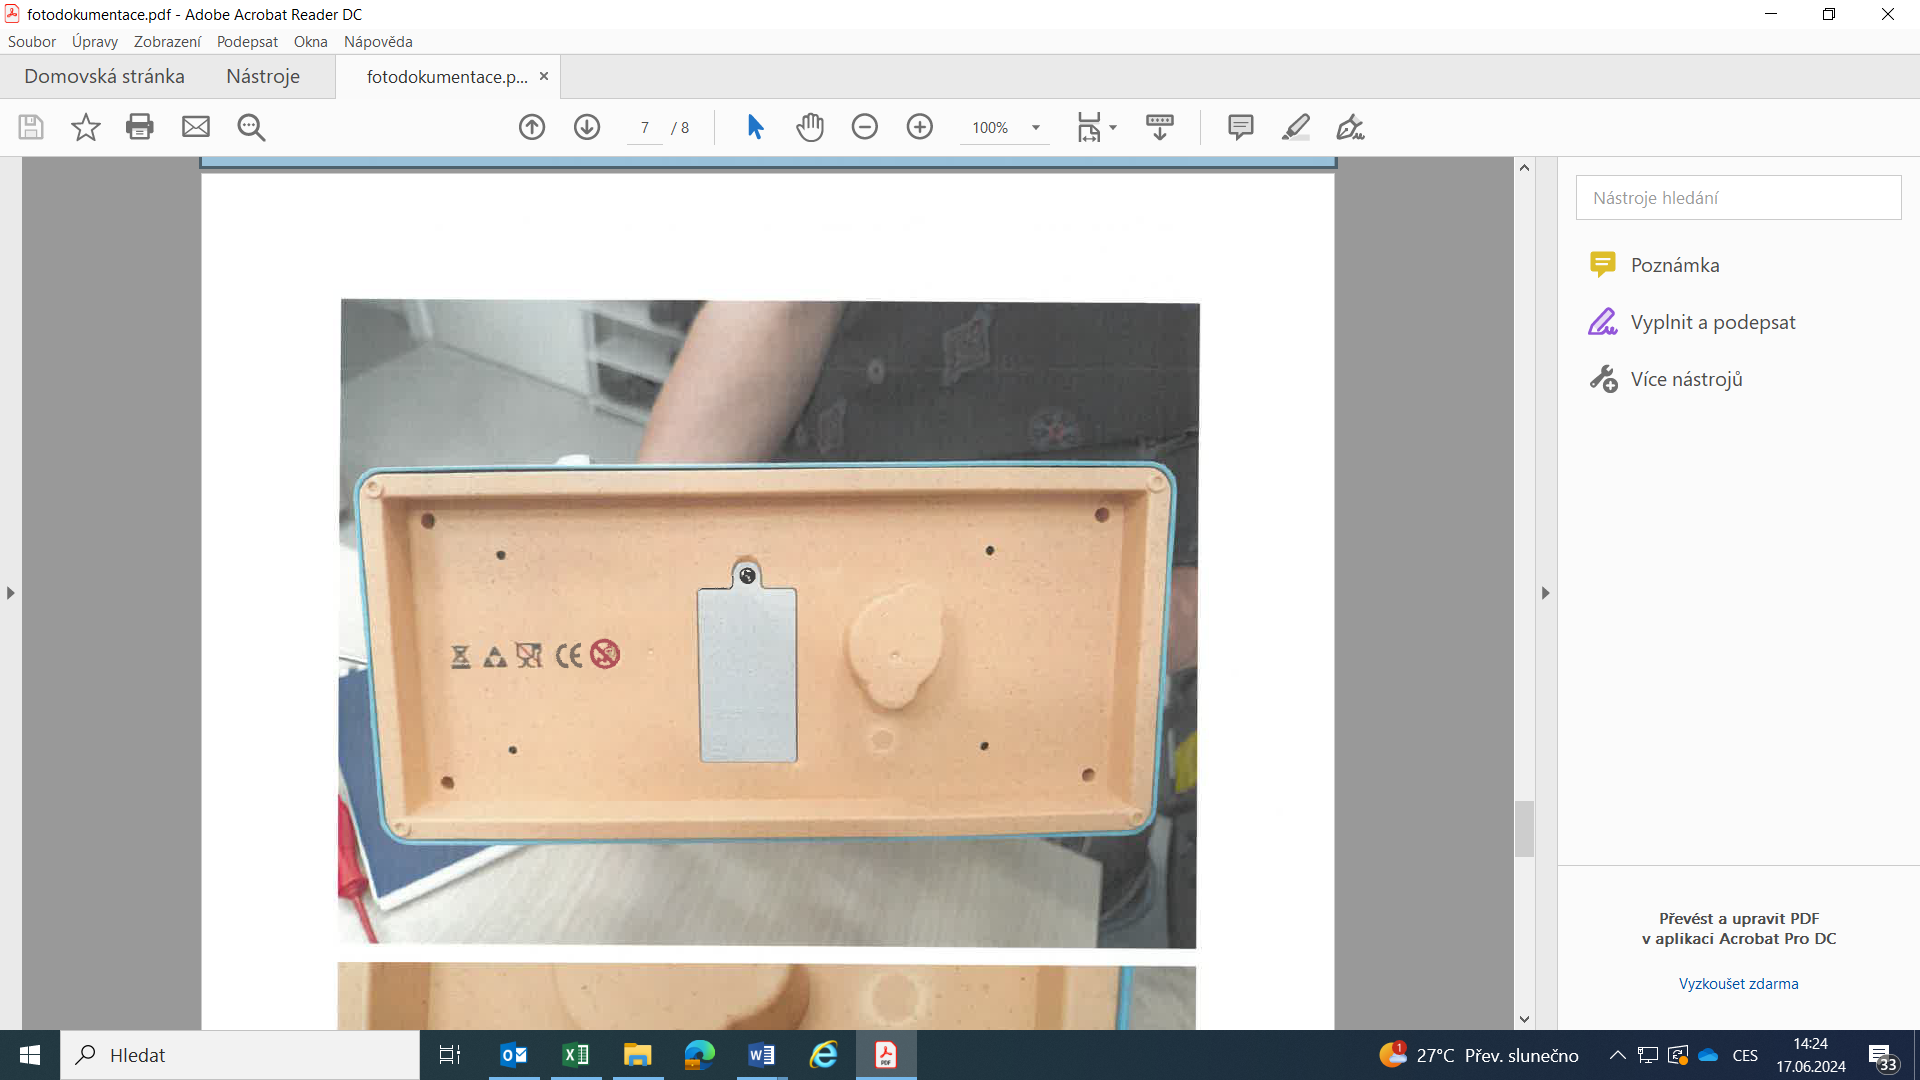 fotodokumentace.pdf - Adobe Acrobat Reader DC
Soubor Úpravy Zobrazení Podepsat Okna Nápověda
Domovská stránka Nástroje fotodokumentace.p... ×
7 / 8 100%
Nástroje hledání
Poznámka
Vyplnit a podepsat
Více nástrojů
CE
Převést a upravit PDF
v aplikaci Acrobat Pro DC
Vyzkoušet zdarma
Hledat
1 27°C Přev. slunečno CES 14:24
17.06.2024 33